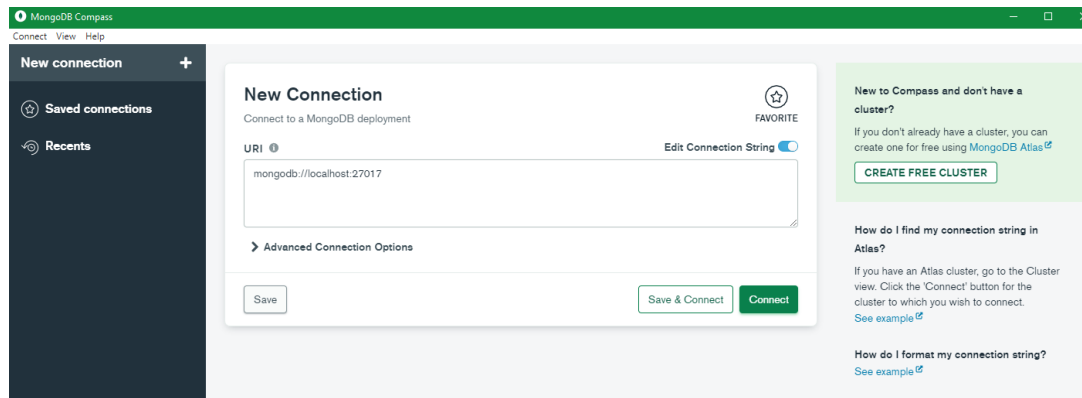 MongoDB Compass
Connect View Help
New connection
Saved connections
Recents
New Connection
Connect to a MongoDB deployment
FAVORITE
URI
Edit Connection String
mongodb://localhost:27017
Advanced Connection Options
Save
Save & Connect
Connect
New to Compass and don't have a
cluster?
If you don't already have a cluster, you can
create one for free using MongoDB Atlas
CREATE FREE CLUSTER
How do I find my connection string in
Atlas?
If you have an Atlas cluster, go to the Cluster
view. Click the 'Connect' button for the
cluster to which you wish to connect.
See example
How do I format my connection string?
See example